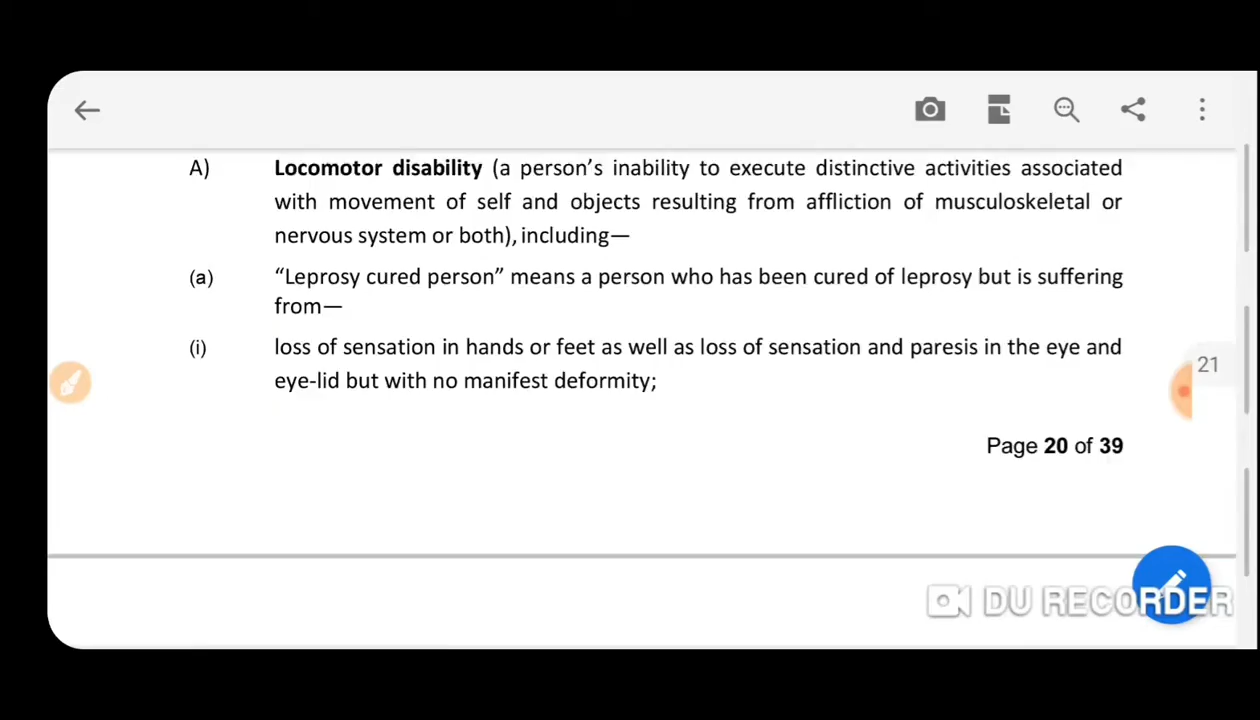 A) Locomotor disability (a person’s inability to execute distinctive activities associated
with movement of self and objects resulting from affliction of musculoskeletal or
nervous system or both), including—
(a) “Leprosy cured person” means a person who has been cured of leprosy but is suffering
from—
(i) loss of sensation in hands or feet as well as loss of sensation and paresis in the eye and
eye-lid but with no manifest deformity;
21
Page 20 of 39
DU RECORDER